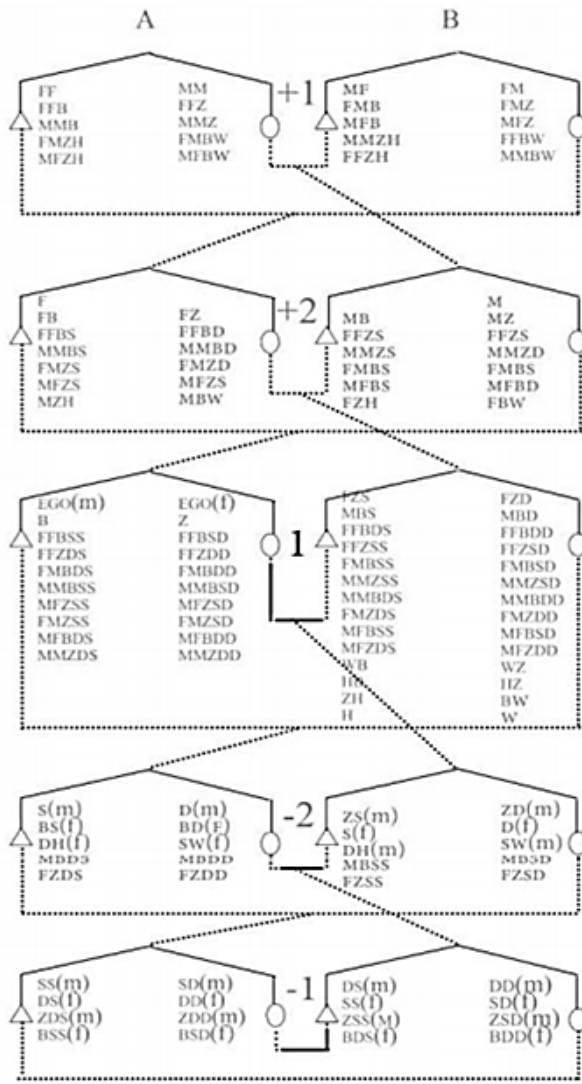 A
B
FF
FFB
MMB
FMZH
MFZH
MM
FFZ
MMZ
FMBW
MFBW
+1
MF
FMB
MFB
MMZH
FFZH
FM
FMZ
MFZ
FFBW
MMBW
F
FB
FFBS
MMBS
FMZS
MFZS
MZH
FZ
FFBD
MMBD
FMZD
MFZS
MBW
+2
MB
FFZS
MMZS
FMBS
MFBS
FZH
M
MZ
FFZS
MMZD
FMBS
MFBD
FBW
EGO(m)
B
FFBSS
FFZDS
FMBDS
MMBSS
MFZSS
FMZSS
MFBDS
MMZDS
EGO(f)
Z
FFBSD
FFZDD
FMBDD
MMBSD
MFZSD
FMZSD
MFBDD
MMZDD
1
FZS
MBS
FFBDS
FFZSS
FMBSS
MMZSS
MMBDS
FMZDS
MFBSS
MFZDS
WB
HB
ZH
H
FZD
MBD
FFBDD
FFZSD
FMBSD
MMZSD
MMBDD
FMZDD
MFBSD
MFZDD
WZ
HZ
BW
W
S(m)
BS(f)
DH(f)
MBDS
FZDS
D(m)
BD(F)
SW(f)
MBDD
FZDD
-2
ZS(m)
S(f)
DH(m)
MBSS
FZSS
ZD(m)
D(f)
SW(m)
MBSD
FZSD
SS(m)
DS(f)
ZDS(m)
BSS(f)
SD(m)
DD(f)
ZDD(m)
BSD(f)
-1
DS(m)
SS(f)
ZSS(M)
BDS(f)
DD(m)
SD(f)
ZSD(m)
BDD(f)